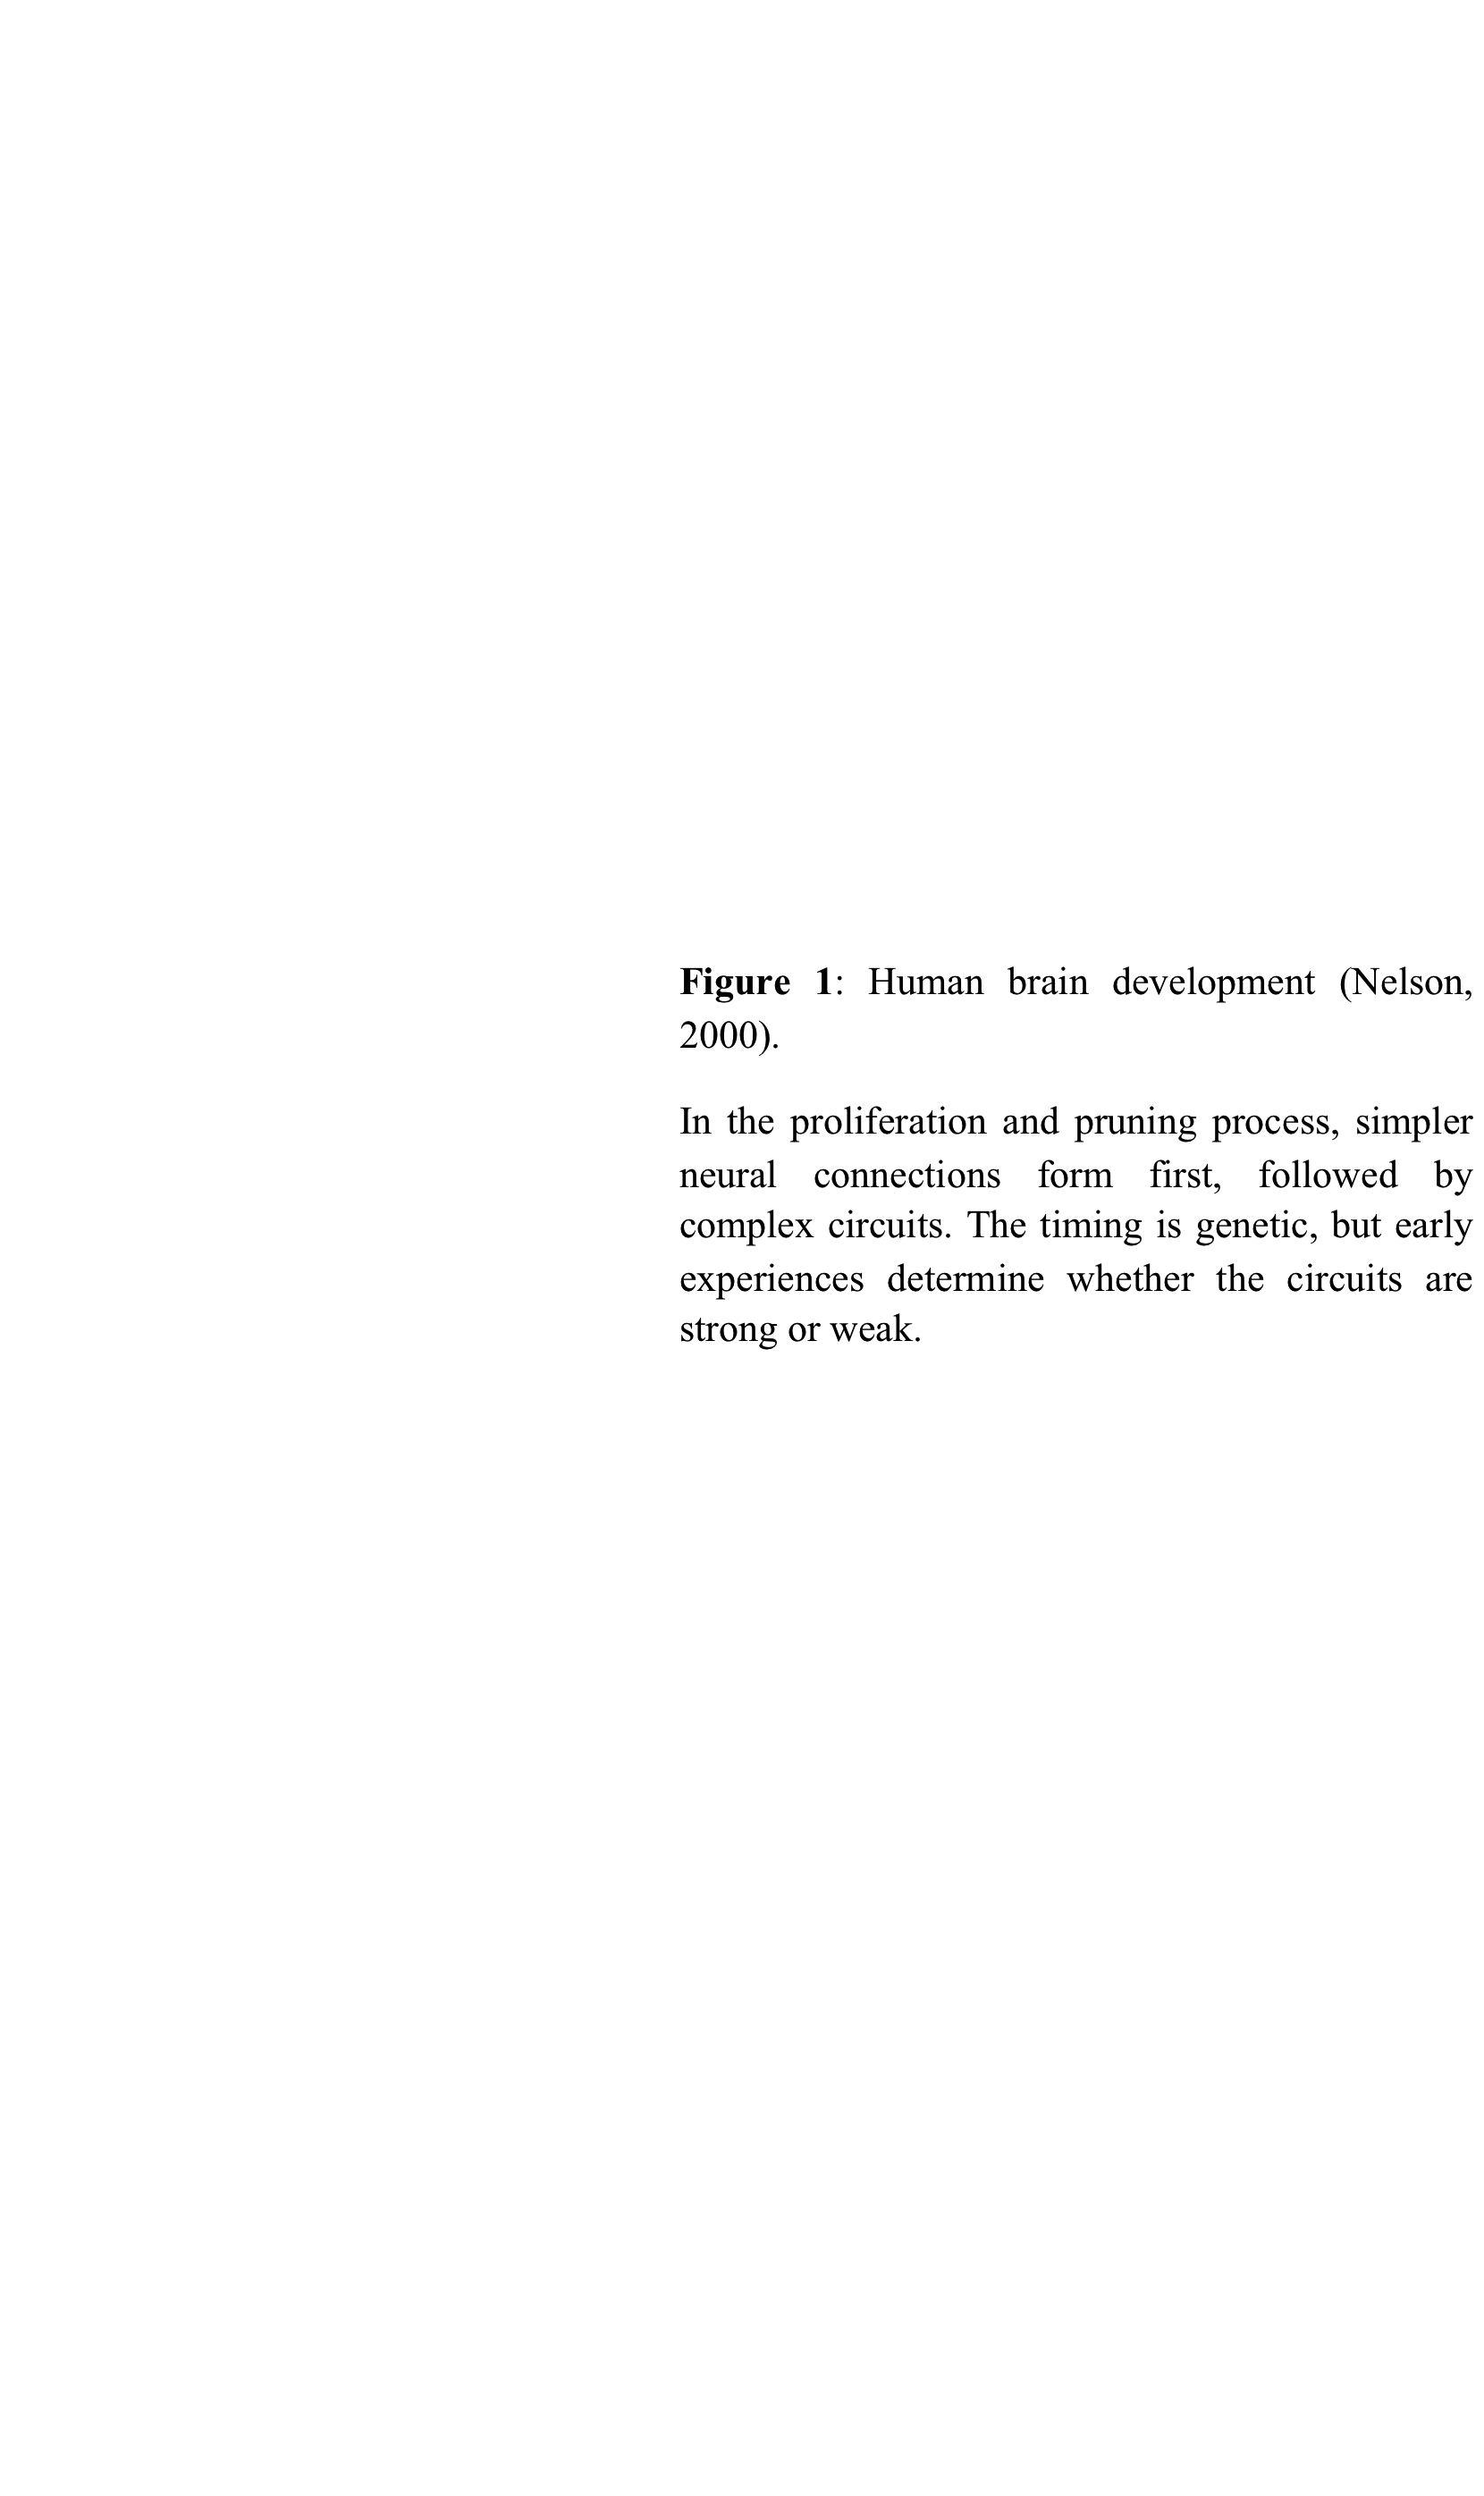 Figure 1: Human brain development (Nelson,
2000).
In the proliferation and pruning process, simpler
neural connections form first, followed by
complex circuits. The timing is genetic, but early
experiences determine whether the circuits are
strong or weak.